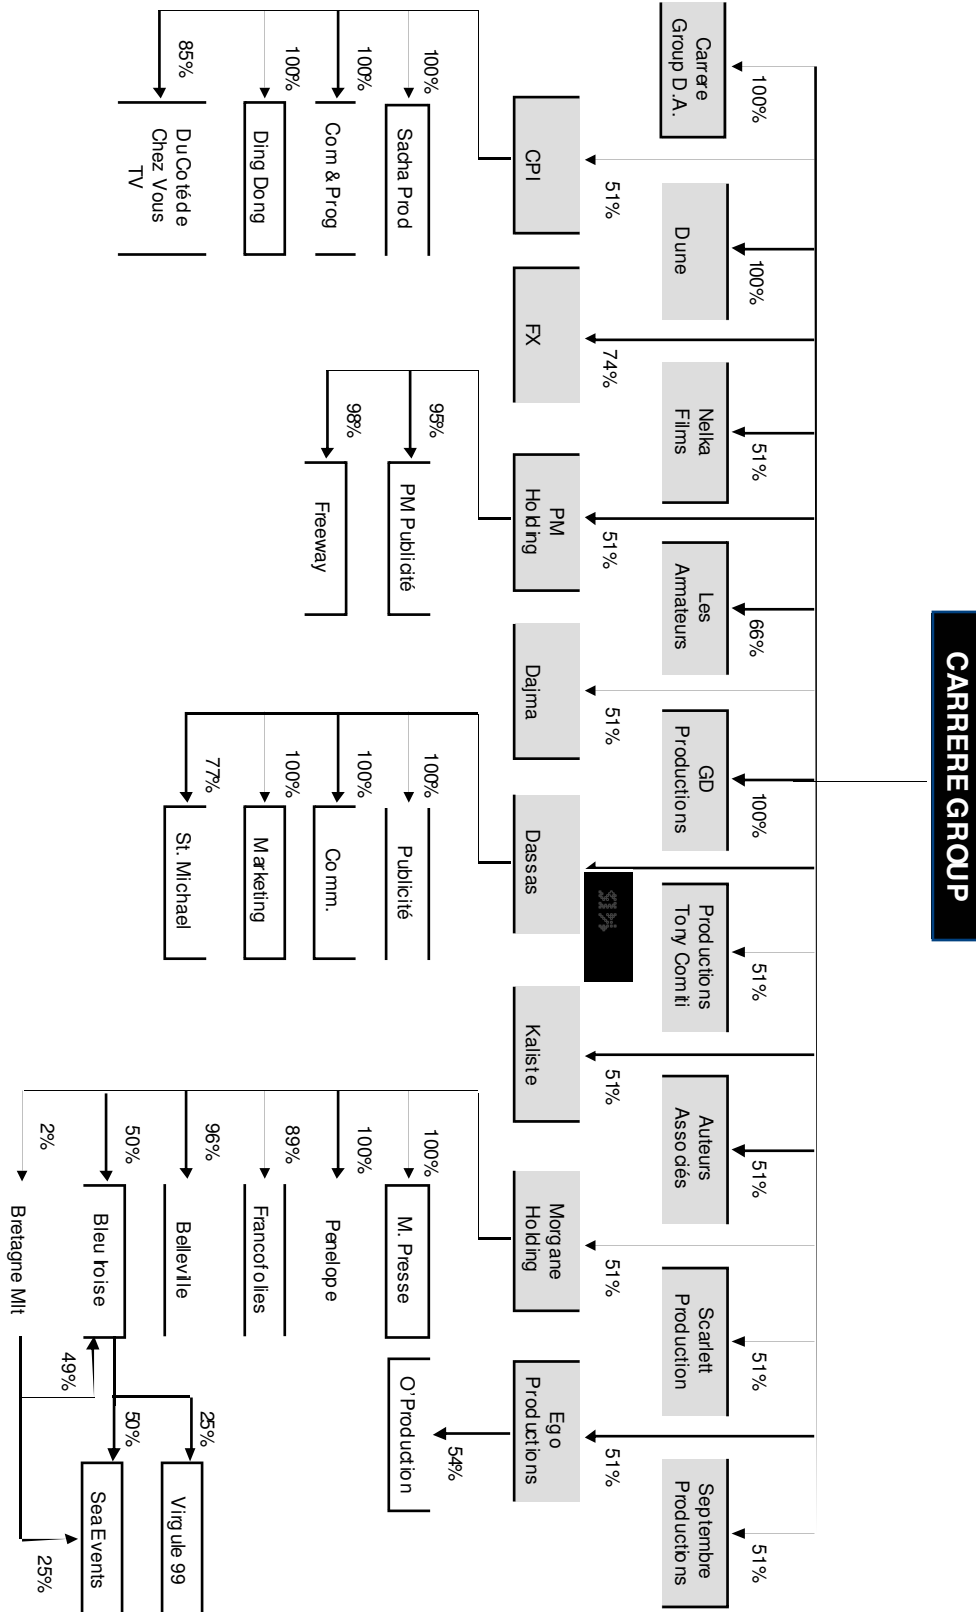 CARRERE GROUP
100%
100%
51%
66%
100%
51%
51%
51%
51%
Carrere
Group D.A.
Dune
Nelka
Films
Les
Armateurs
GD
Productions
Productions
Tony Comiti
Auteurs
Associés
Scarlett
Production
Septembre
Productions
51%
74%
51%
51%
51%
51%
51%
CPI
FX
PM
Holding
Dajma
Dassas
Kaliste
Morgane
Holding
Ego
Productions
100%
Sacha Prod
100%
Com & Prog
100%
Ding Dong
85%
Du Coté de
Chez Vous
TV
95%
PM Publicité
98%
Freeway
100%
Publicité
100%
Comm.
100%
Marketing
77%
St. Michael
100%
M. Presse
100%
Penelope
89%
Francofolies
96%
Belleville
50%
Bleu Iroise
2%
Bretagne Mlt
54%
O'Production
25%
Virgule 99
50%
Sea Events
49%
25%